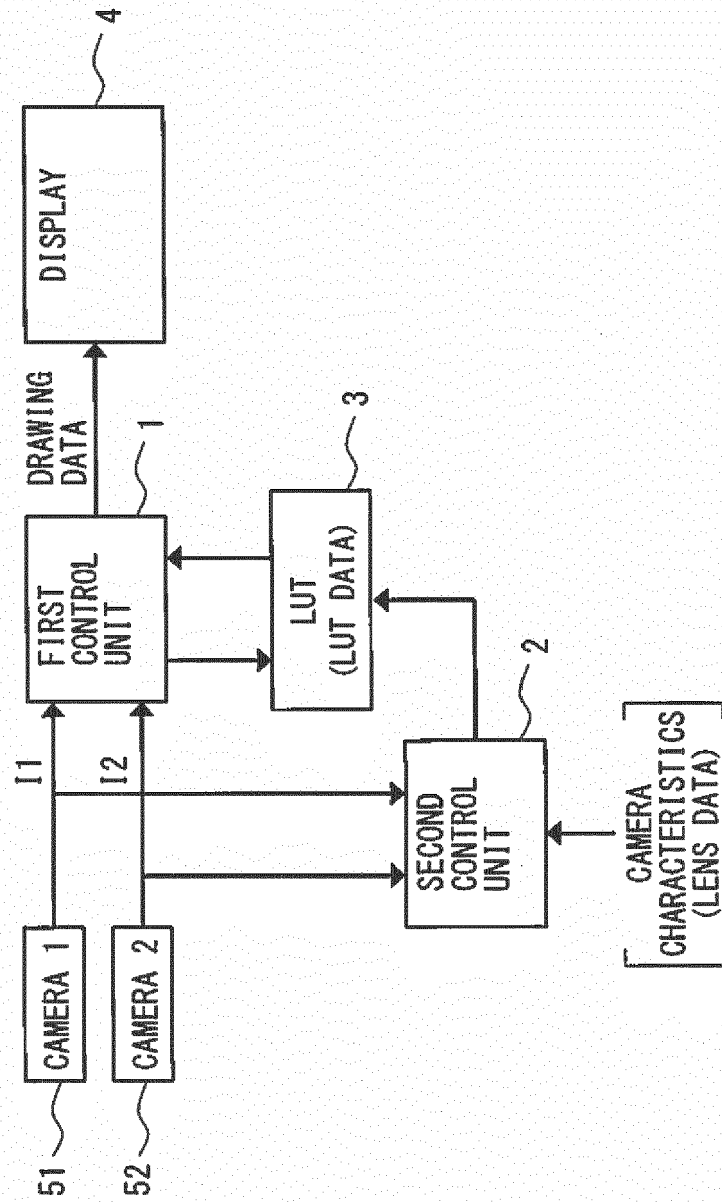 51
CAMERA 1
52
CAMERA 2
I1
I2
FIRST
CONTROL
UNIT
1
DRAWING
DATA
DISPLAY
4
LUT
(LUT DATA)
3
SECOND
CONTROL
UNIT
2
CAMERA
CHARACTERISTICS
(LENS DATA)